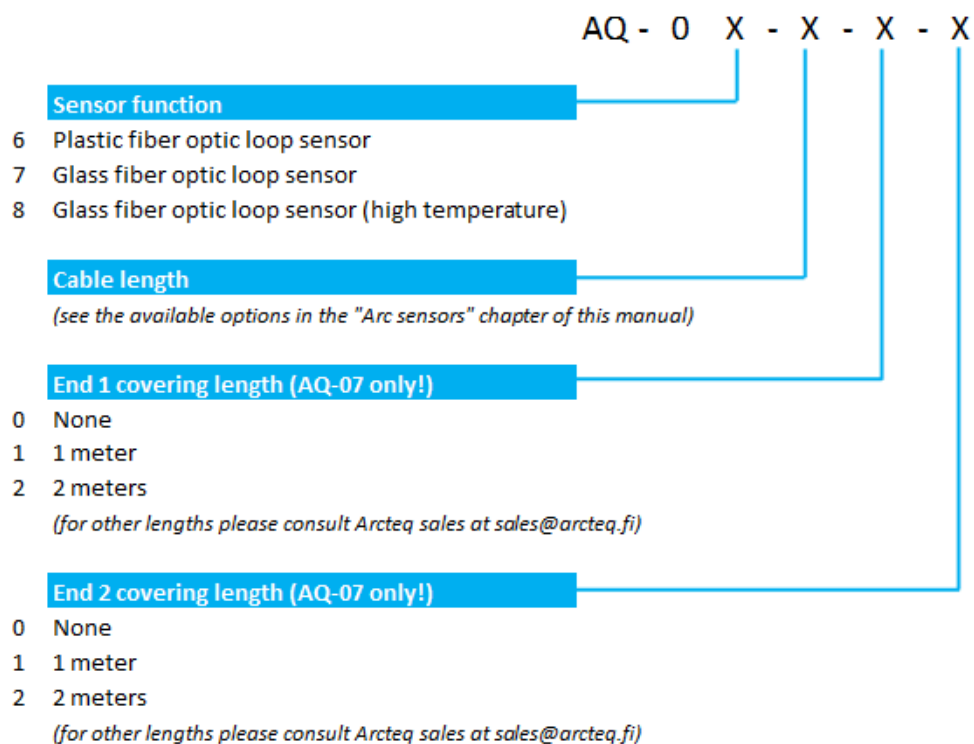 AQ - 0 X - X - X - X
Sensor function
6 Plastic fiber optic loop sensor
7 Glass fiber optic loop sensor
8 Glass fiber optic loop sensor (high temperature)
Cable length
(see the available options in the "Arc sensors" chapter of this manual)
End 1 covering length (AQ-07 only!)
0 None
1 1 meter
2 2 meters
(for other lengths please consult Arcteq sales at sales@arcteq.fi)
End 2 covering length (AQ-07 only!)
0 None
1 1 meter
2 2 meters
(for other lengths please consult Arcteq sales at sales@arcteq.fi)